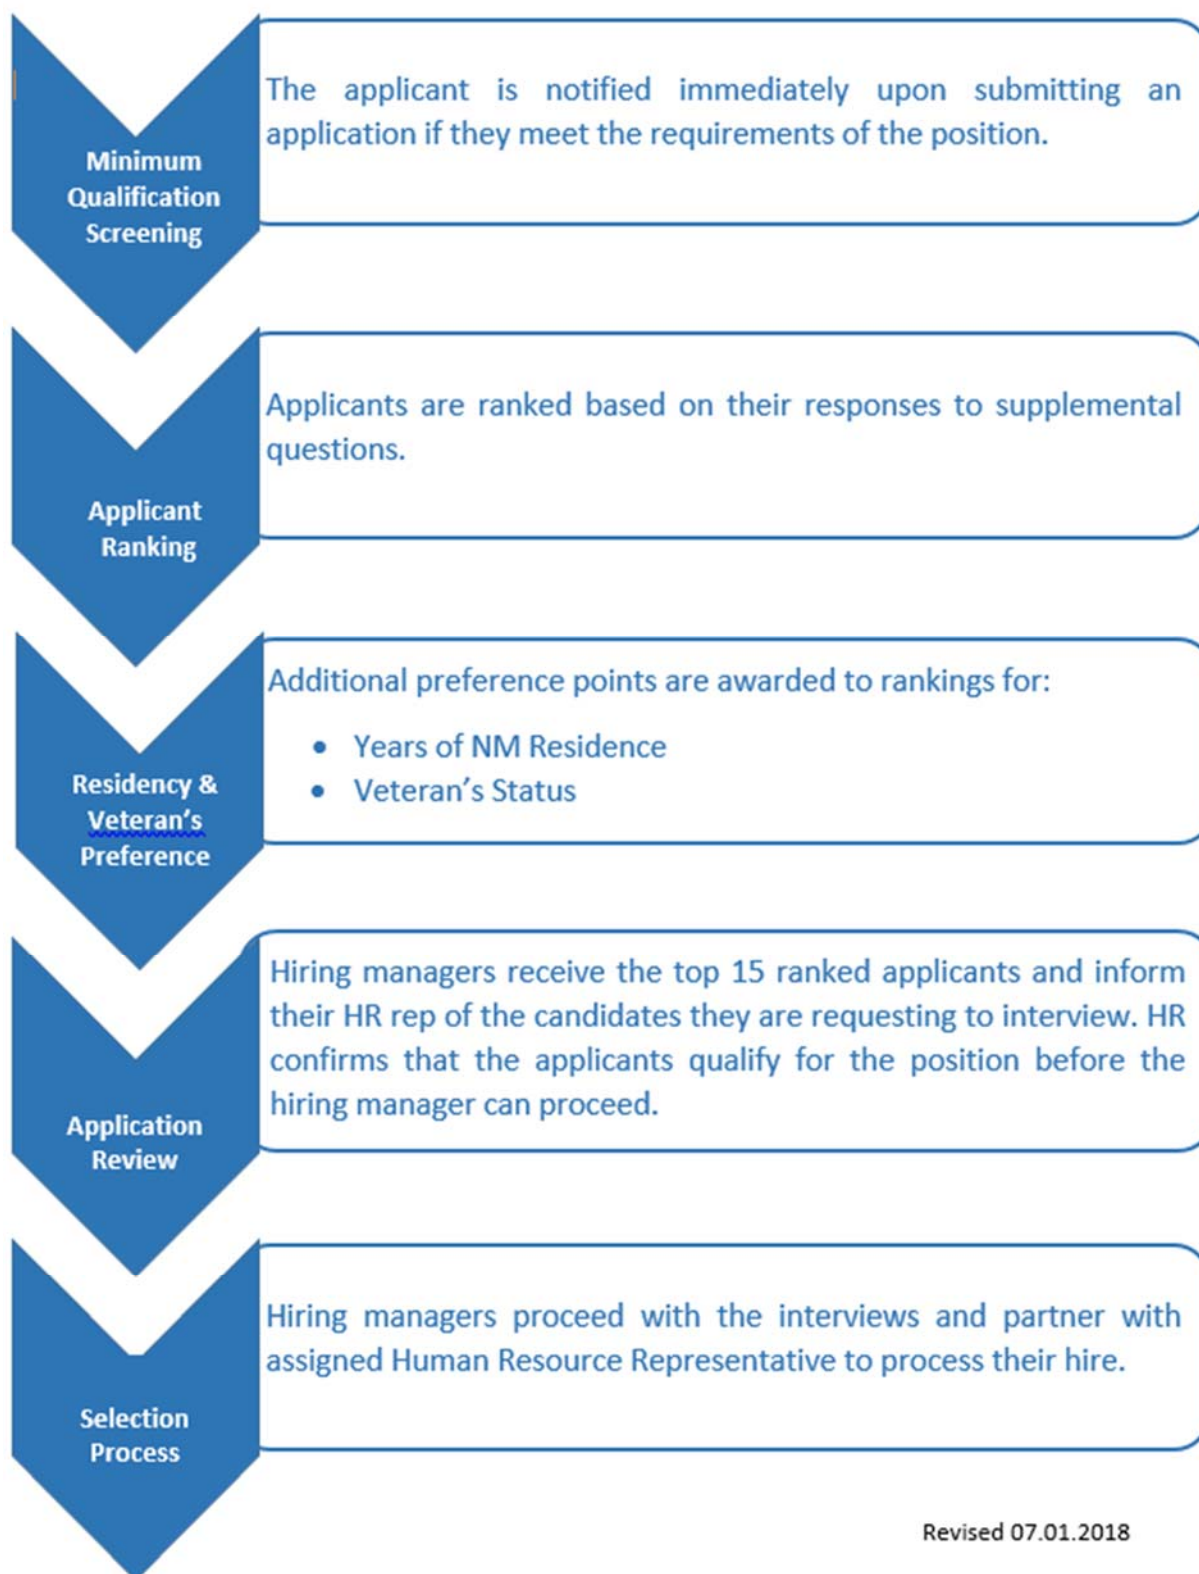 Minimum
Qualification
Screening
The applicant is notified immediately upon submitting an
application if they meet the requirements of the position.
Applicant
Ranking
Applicants are ranked based on their responses to supplemental
questions.
Residency &
Veteran’s
Preference
Additional preference points are awarded to rankings for:
• Years of NM Residence
• Veteran’s Status
Application
Review
Hiring managers receive the top 15 ranked applicants and inform
their HR rep of the candidates they are requesting to interview. HR
confirms that the applicants qualify for the position before the
hiring manager can proceed.
Selection
Process
Hiring managers proceed with the interviews and partner with
assigned Human Resource Representative to process their hire.
Revised 07.01.2018